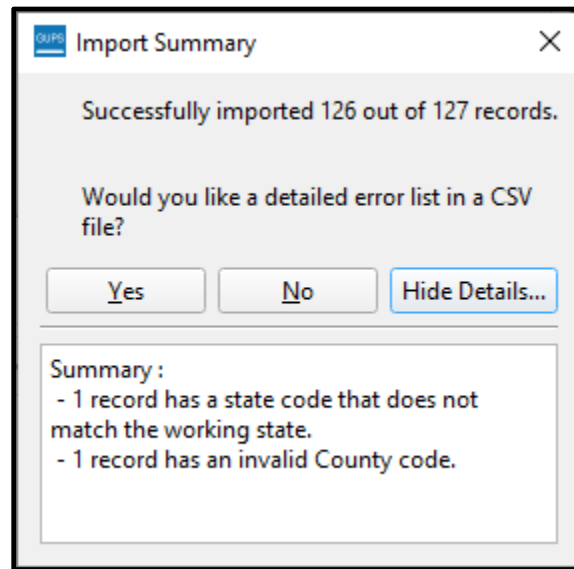 GUPS Import Summary
Successfully imported 126 out of 127 records.
Would you like a detailed error list in a CSV
file?
Yes No Hide Details...
Summary :
- 1 record has a state code that does not
match the working state.
- 1 record has an invalid County code.